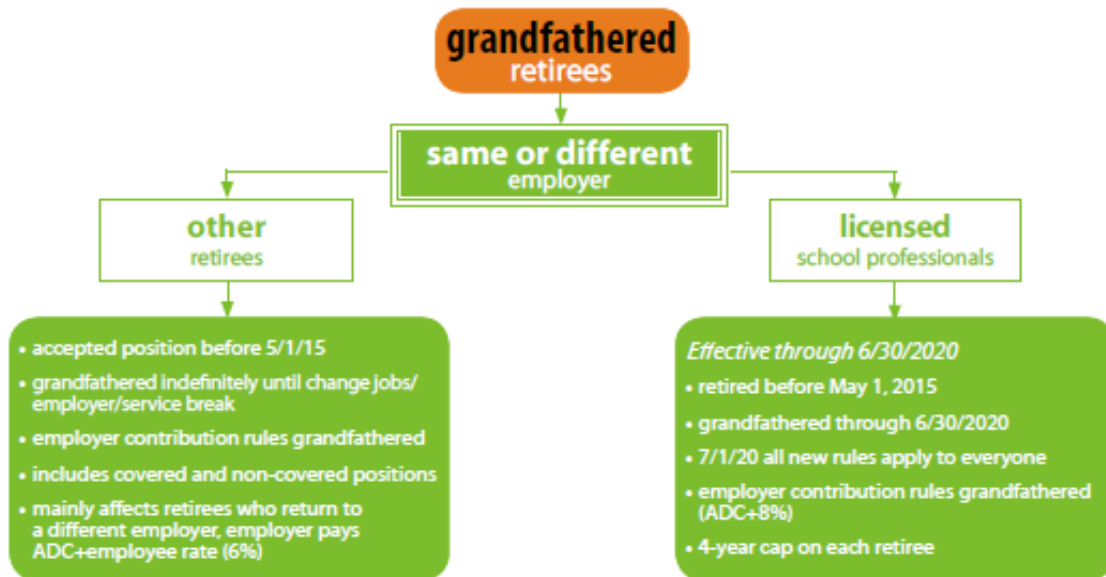 grandfathered
retirees
same or different
employer
other
retirees
licensed
school professionals
• accepted position before 5/1/15
• grandfathered indefinitely until change jobs/
employer/service break
• employer contribution rules grandfathered
• includes covered and non-covered positions
• mainly affects retirees who return to
a different employer, employer pays
ADC+employee rate (6%)
Effective through 6/30/2020
• retired before May 1, 2015
• grandfathered through 6/30/2020
• 7/1/20 all new rules apply to everyone
• employer contribution rules grandfathered
(ADC+8%)
• 4-year cap on each retiree